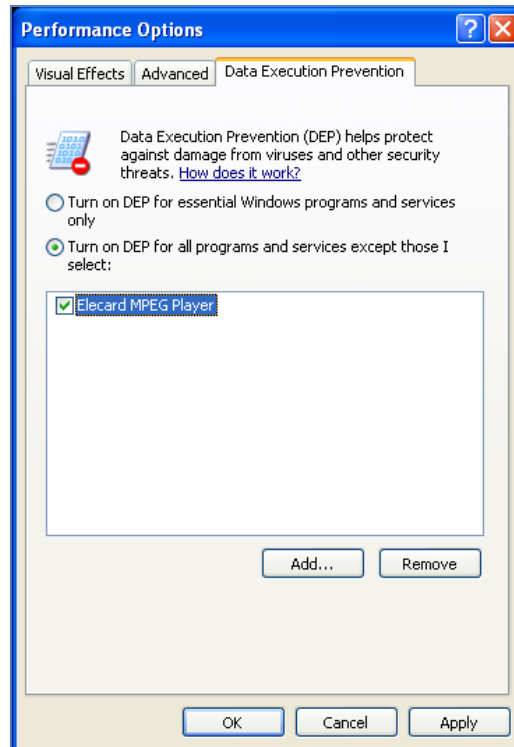 Performance Options
Visual Effects
Advanced
Data Execution Prevention
Data Execution Prevention (DEP) helps protect
against damage from viruses and other security
threats. How does it work?
Turn on DEP for essential Windows programs and services
only
Turn on DEP for all programs and services except those I
select:
Elecard MPEG Player
Add...
Remove
OK
Cancel
Apply